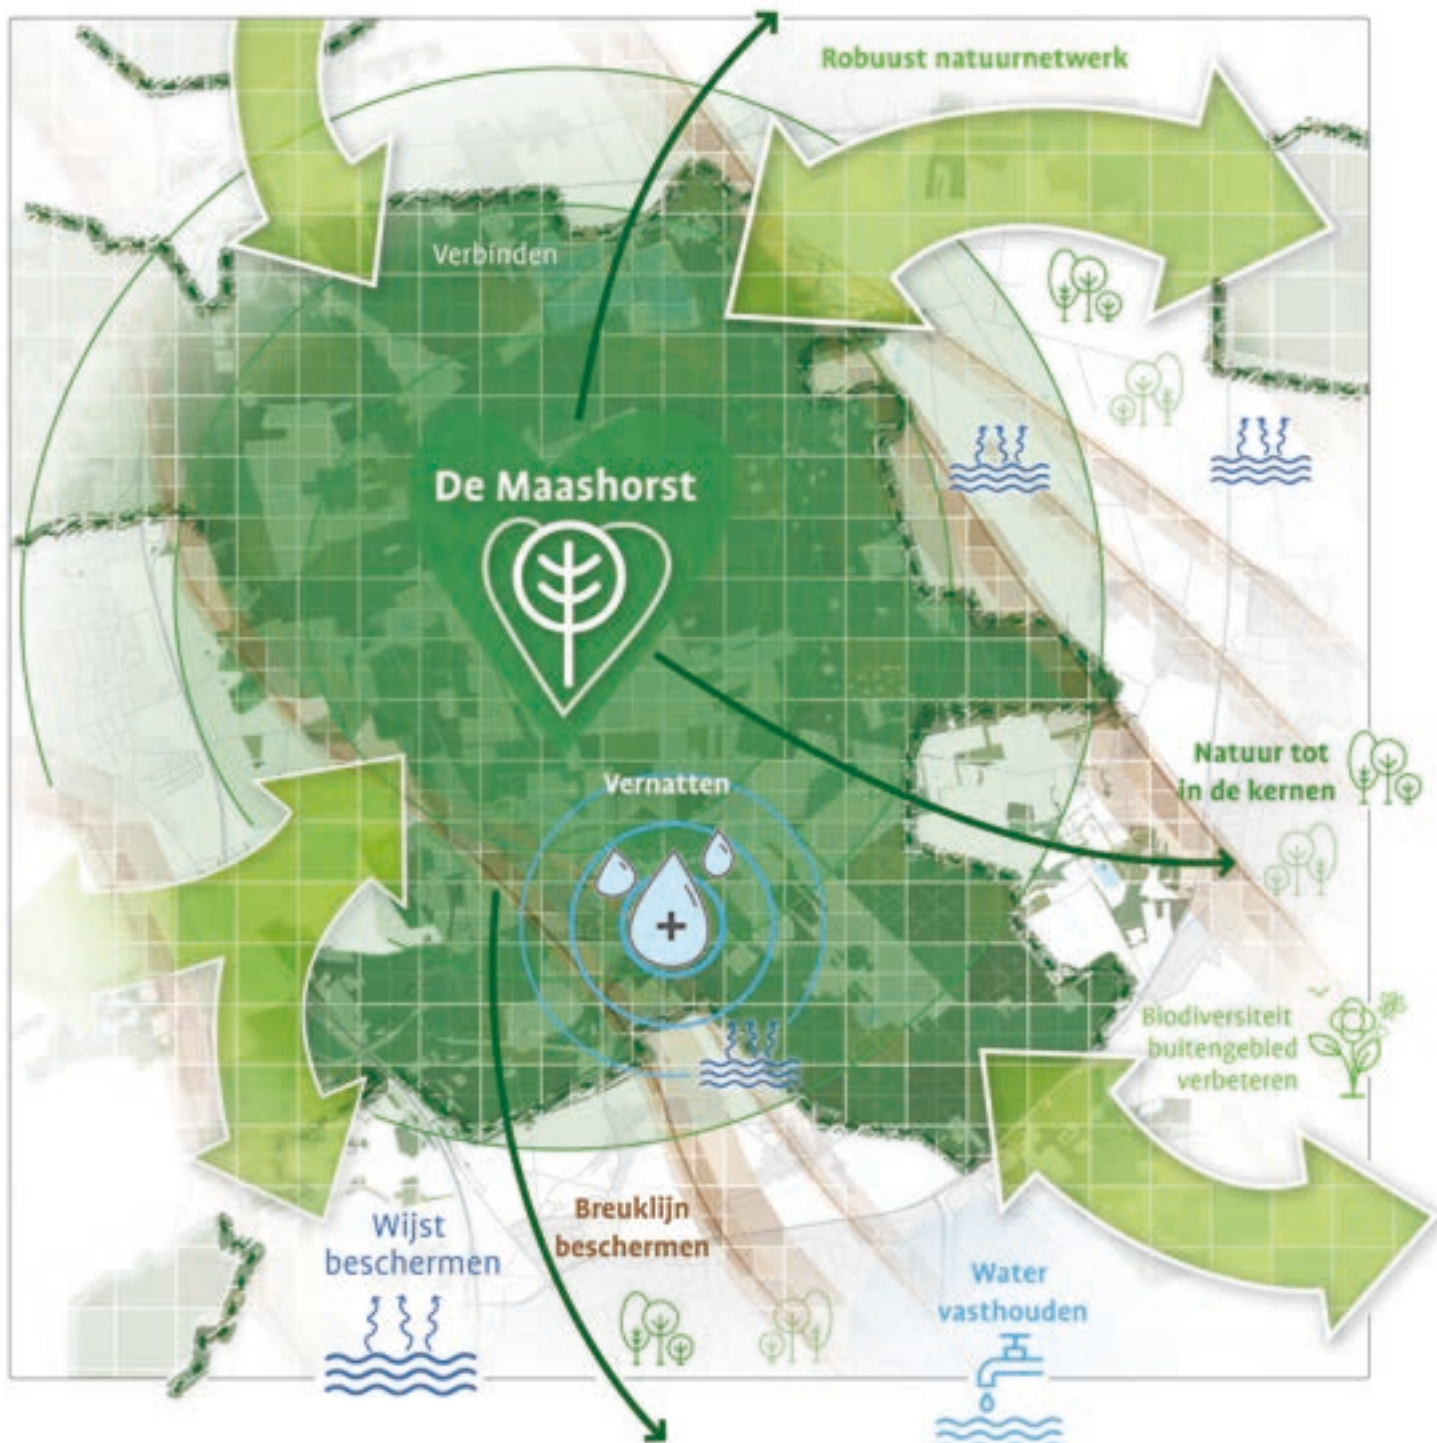 Robuust natuurnetwerk
Verbinden
De Maashorst
Vernatten
Natuur tot
in de kernen
Biodiversiteit
buitengebied
verbeteren
Breuklijn
beschermen
Wijst
beschermen
Water
vasthouden